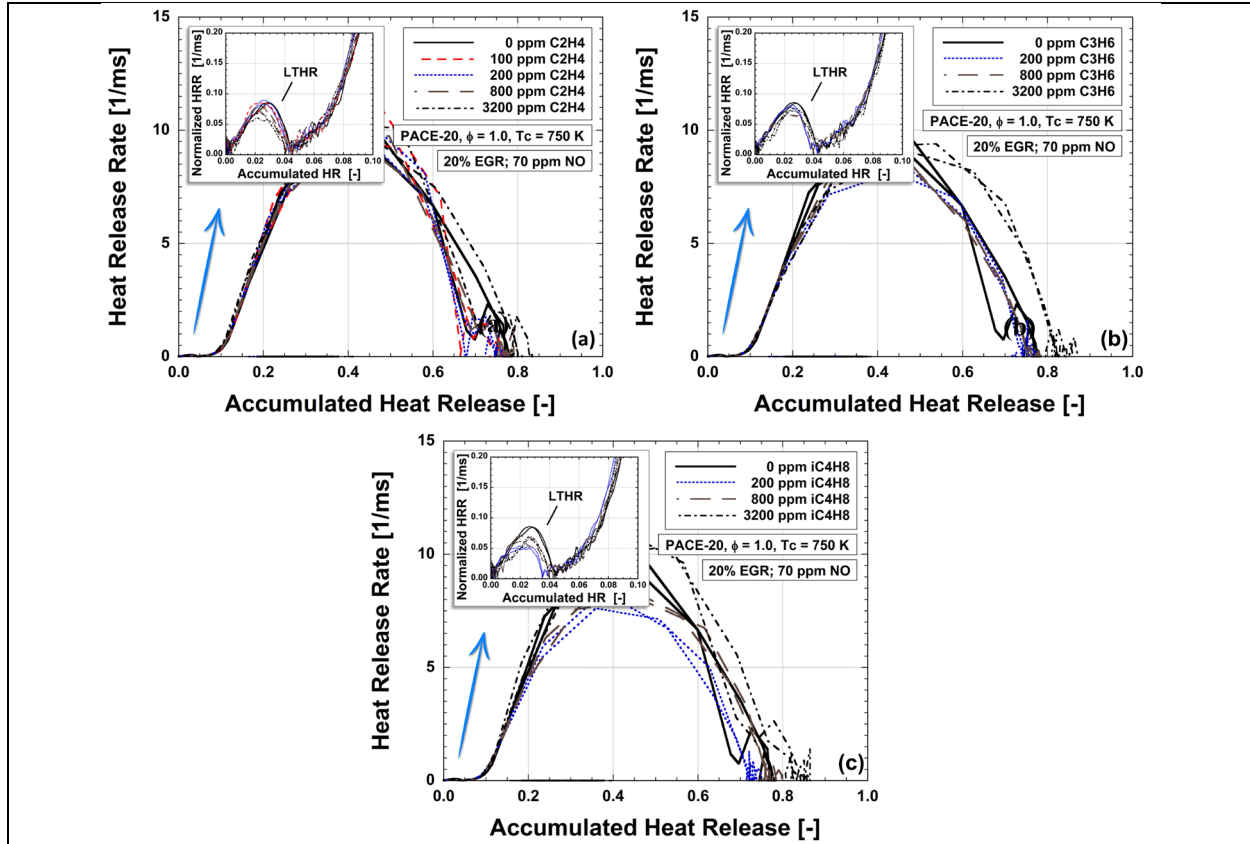 15
10
5
0
0.0 0.2 0.4 0.6 0.8 1.0
Heat Release Rate [1/ms]
Accumulated Heat Release [-]
0.20
0.15
0.10
0.05
0.00
0.00 0.02 0.04 0.06 0.08 0.10
Normalized HRR [1/ms]
Accumulated HR [-]
LTHR
0 ppm C2H4
100 ppm C2H4
200 ppm C2H4
800 ppm C2H4
3200 ppm C2H4
PACE-20, ϕ = 1.0, Tc = 750 K
20% EGR; 70 ppm NO
(a)
15
10
5
0
0.0 0.2 0.4 0.6 0.8 1.0
Heat Release Rate [1/ms]
Accumulated Heat Release [-]
0.20
0.15
0.10
0.05
0.00
0.00 0.02 0.04 0.06 0.08 0.10
Normalized HRR [1/ms]
Accumulated HR [-]
LTHR
0 ppm C3H6
200 ppm C3H6
800 ppm C3H6
3200 ppm C3H6
PACE-20, ϕ = 1.0, Tc = 750 K
20% EGR; 70 ppm NO
(b)
(b)
15
10
5
0
0.0 0.2 0.4 0.6 0.8 1.0
Heat Release Rate [1/ms]
Accumulated Heat Release [-]
0.20
0.15
0.10
0.05
0.00
0.00 0.02 0.04 0.06 0.08 0.10
Normalized HRR [1/ms]
Accumulated HR [-]
LTHR
0 ppm iC4H8
200 ppm iC4H8
800 ppm iC4H8
3200 ppm iC4H8
PACE-20, ϕ = 1.0, Tc = 750 K
20% EGR; 70 ppm NO
(c)